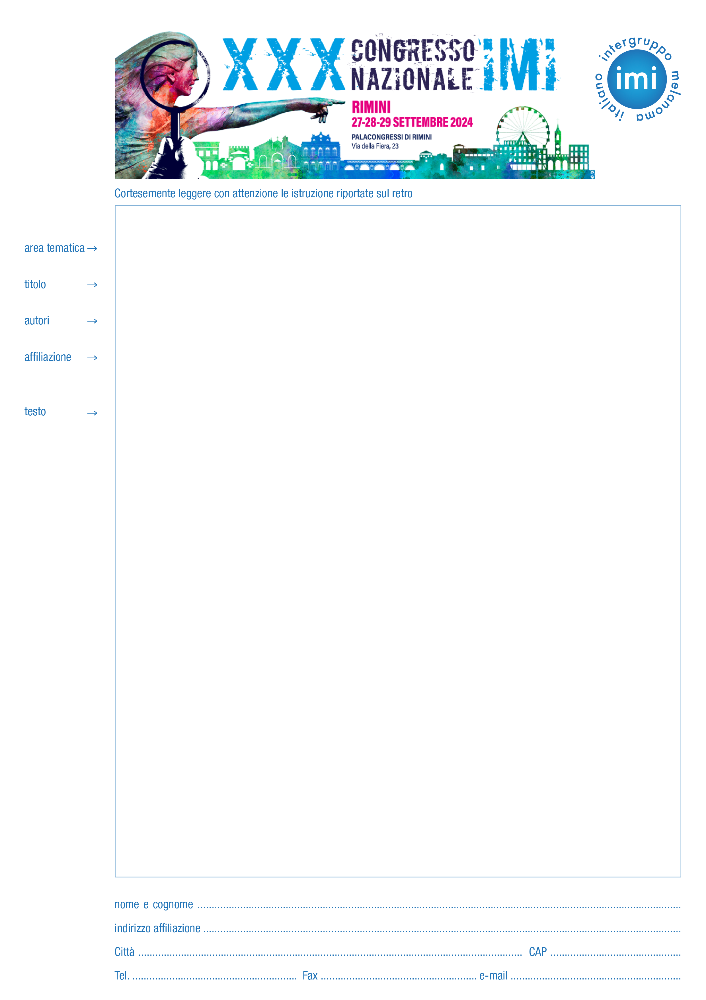 XXX CONGRESSO NAZIONALE IMI
RIMINI
27-28-29 SETTEMBRE 2024
PALACONGRESSI DI RIMINI
Via della Fiera, 23
intergruppo melanoma italiano
imi
Cortesemente leggere con attenzione le istruzione riportate sul retro
area tematica →
titolo →
autori →
affiliazione →
testo →
nome e cognome ...............................................................................................................
indirizzo affiliazione ...............................................................................................................
Città ............................................................................ CAP ..............................
Tel. ........................................ Fax ........................................ e-mail ........................................